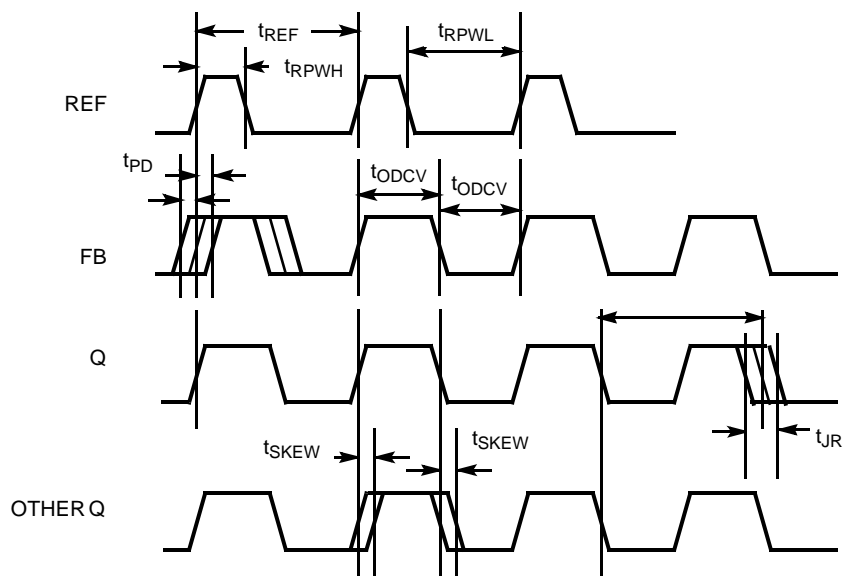 tREF
tRPWL
tRPWH
REF
tPD
tODCV
tODCV
FB
Q
tJR
tSKEW
tSKEW
OTHER Q